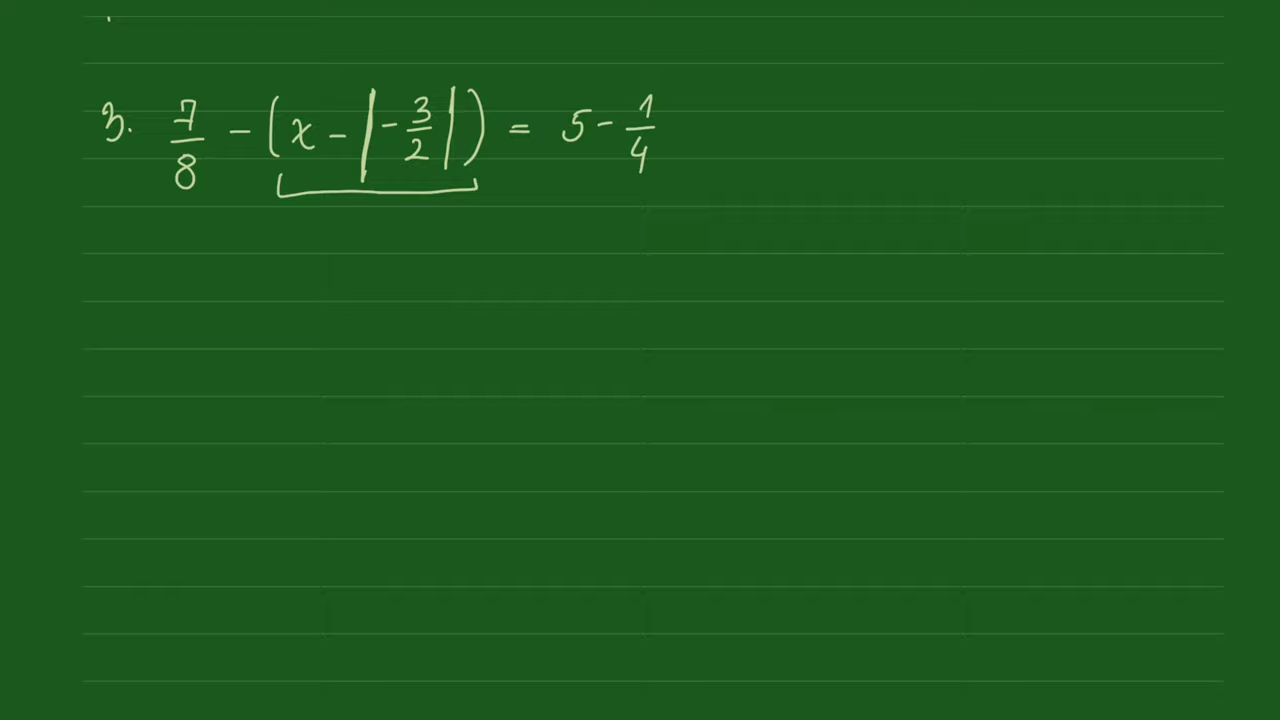 3. 7/8 - (x - |-3/2|) = 5 - 1/4